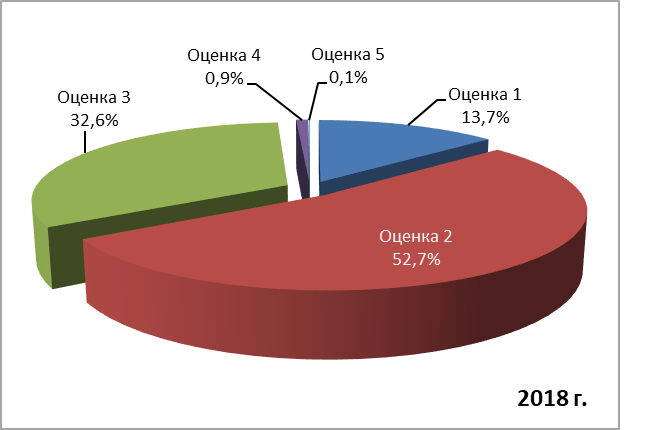 Оценка 4
0,9%
Оценка 5
0,1%
Оценка 3
32,6%
Оценка 1
13,7%
Оценка 2
52,7%
2018 г.